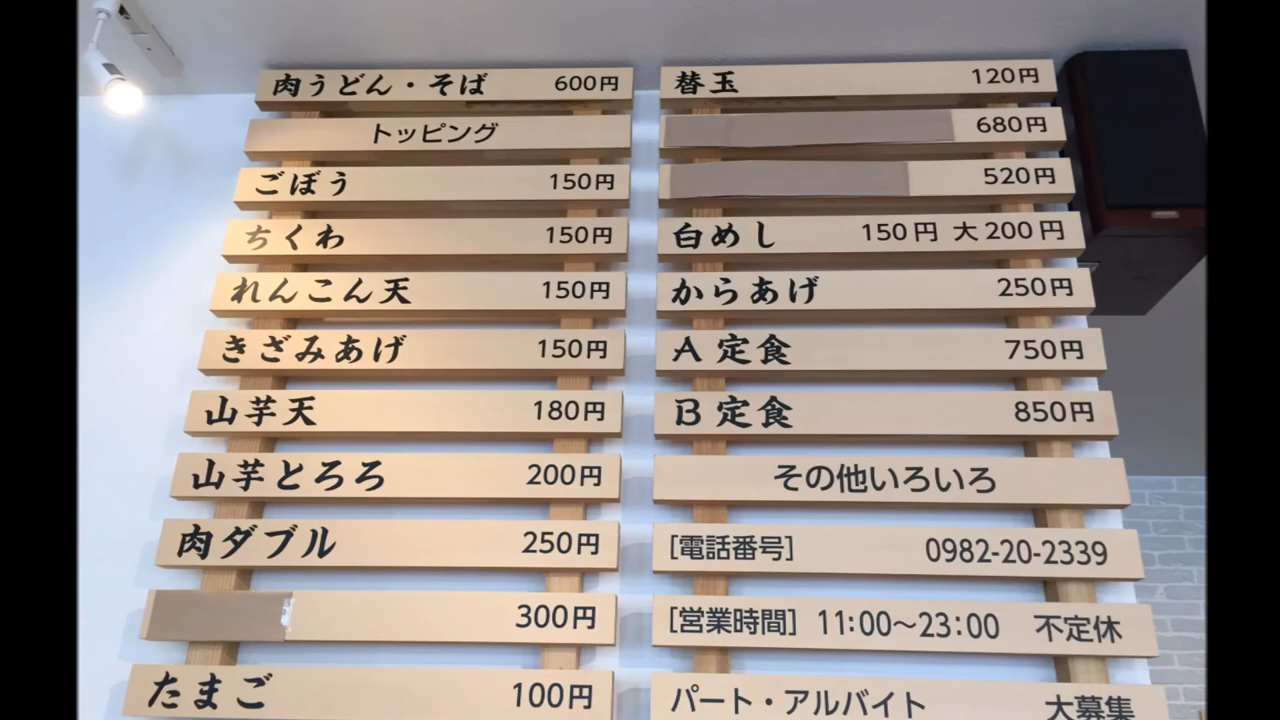 肉うどん・そば 600円
トッピング
ごぼう 150円
ちくわ 150円
れんこん天 150円
きざみあげ 150円
山芋天 180円
山芋とろろ 200円
肉ダブル 250円
300円
たまご 100円
替玉 120円
680円
520円
白めし 150円 大200円
からあげ 250円
A定食 750円
B定食 850円
その他いろいろ
[電話番号] 0982-20-2339
[営業時間] 11:00~23:00 不定休
パート・アルバイト 大募集